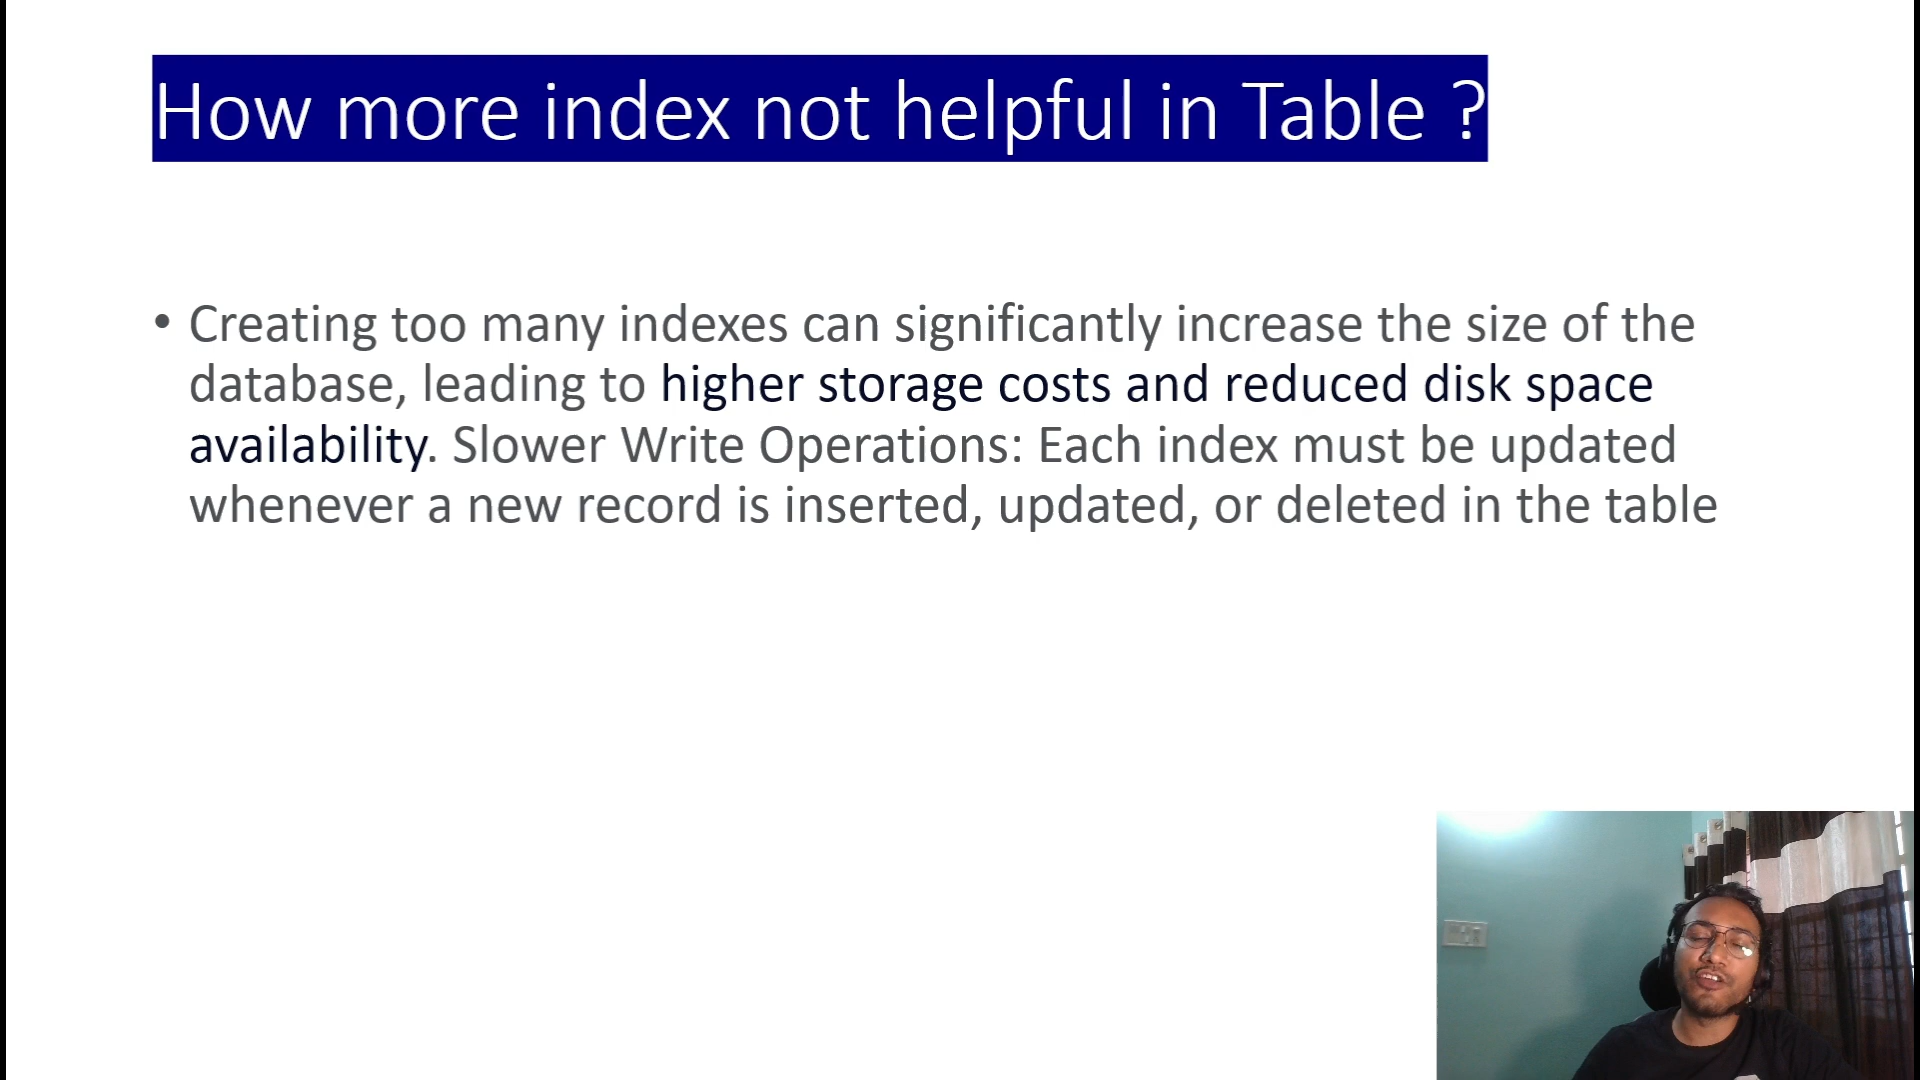 How more index not helpful in Table ?
• Creating too many indexes can significantly increase the size of the
database, leading to higher storage costs and reduced disk space
availability. Slower Write Operations: Each index must be updated
whenever a new record is inserted, updated, or deleted in the table